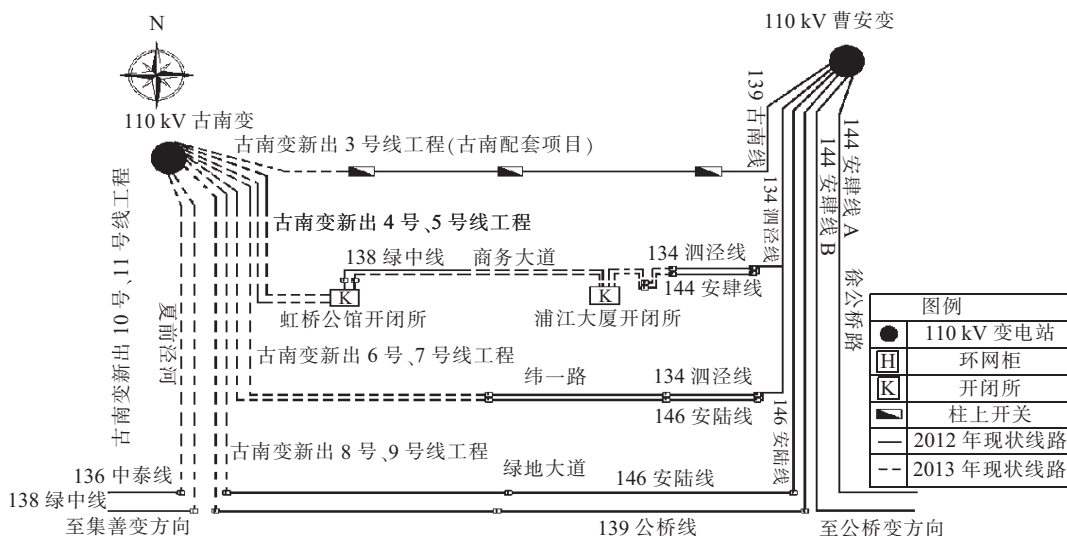 N
110 kV 曹安变
110 kV 古南变
古南变新出 3 号线工程(古南配套项目)
139 古南线
古南变新出 4 号、5 号线工程
138 绿中线
商务大道
134 泗泾线
134 泗泾线
144 安肆线 A
144 安肆线 B
K
K
144 安肆线
虹桥公馆开闭所
浦江大厦开闭所
徐公桥路
古南变新出 10 号、11 号线工程
夏前泾河
古南变新出 6 号、7 号线工程
纬一路
134 泗泾线
146 安陆线
146 安陆线
古南变新出 8 号、9 号线工程
136 中泰线
绿地大道
146 安陆线
138 绿中线
至集善变方向
139 公桥线
至公桥变方向
图例
110 kV 变电站
H 环网柜
K 开闭所
柱上开关
2012 年现状线路
2013 年现状线路